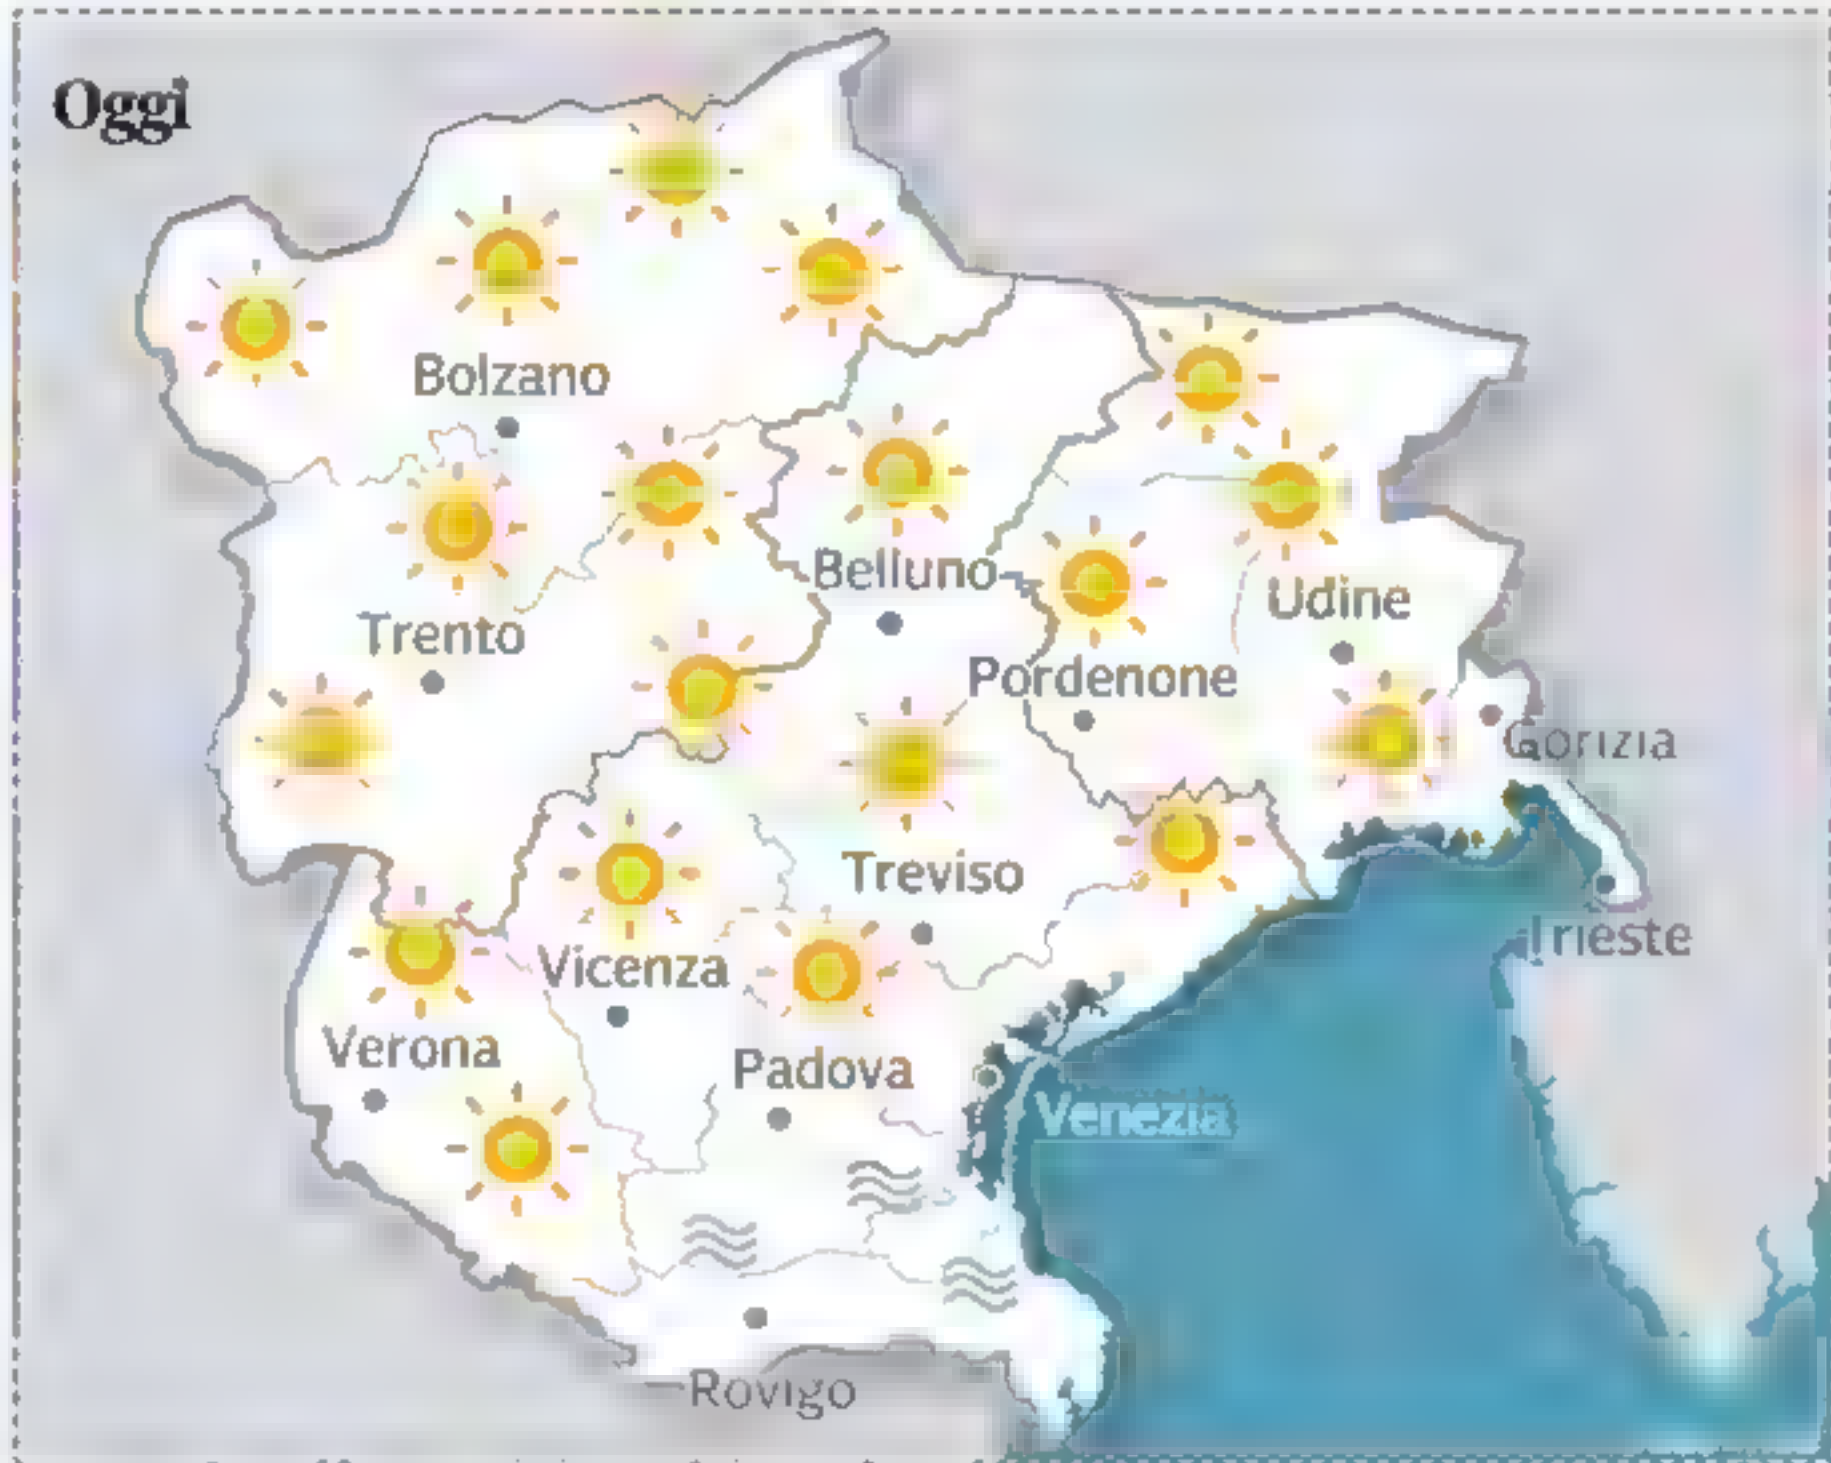 Oggi
Bolzano
Belluno
Udine
Trento
Pordenone
Gorizia
Treviso
Trieste
Vicenza
Verona
Padova
Venezia
Rovigo